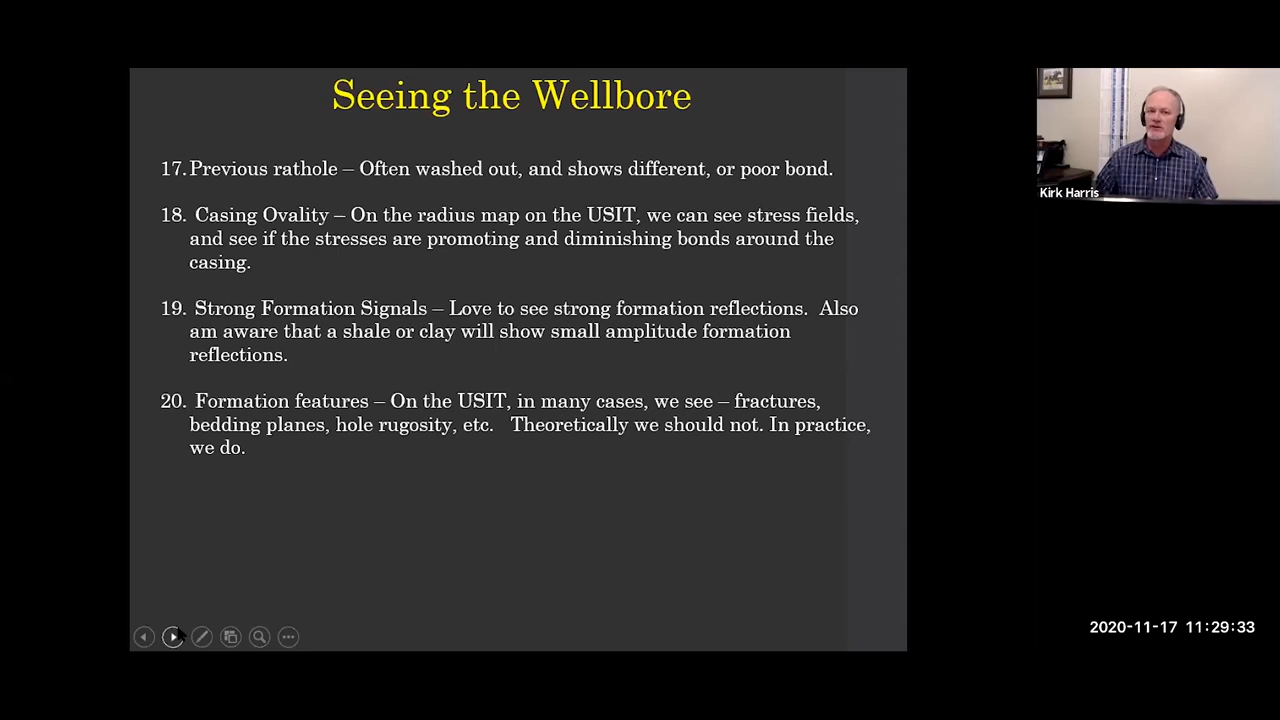 Seeing the Wellbore
17. Previous rathole – Often washed out, and shows different, or poor bond.
18. Casing Ovality – On the radius map on the USIT, we can see stress fields,
and see if the stresses are promoting and diminishing bonds around the
casing.
19. Strong Formation Signals – Love to see strong formation reflections. Also
am aware that a shale or clay will show small amplitude formation
reflections.
20. Formation features – On the USIT, in many cases, we see – fractures,
bedding planes, hole rugosity, etc. Theoretically we should not. In practice,
we do.
Kirk Harris
2020-11-17 11:29:33